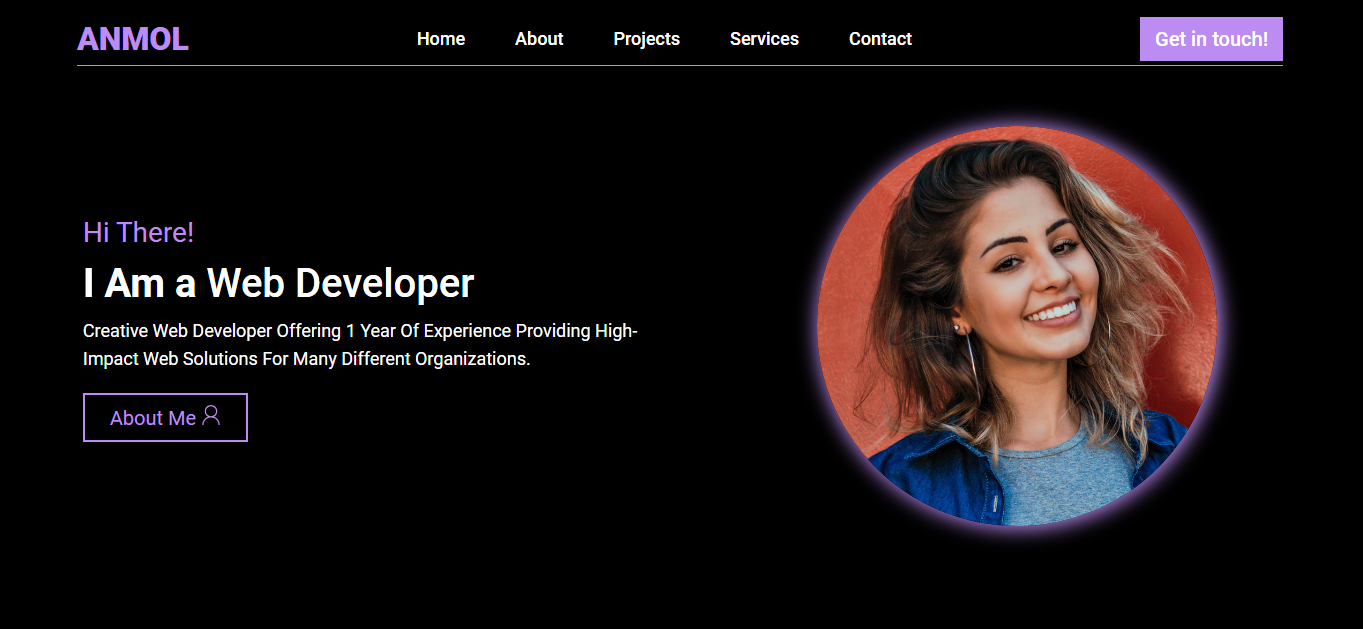 ANMOL
Home About Projects Services Contact
Get in touch!
Hi There!
I Am a Web Developer
Creative Web Developer Offering 1 Year Of Experience Providing High-
Impact Web Solutions For Many Different Organizations.
About Me